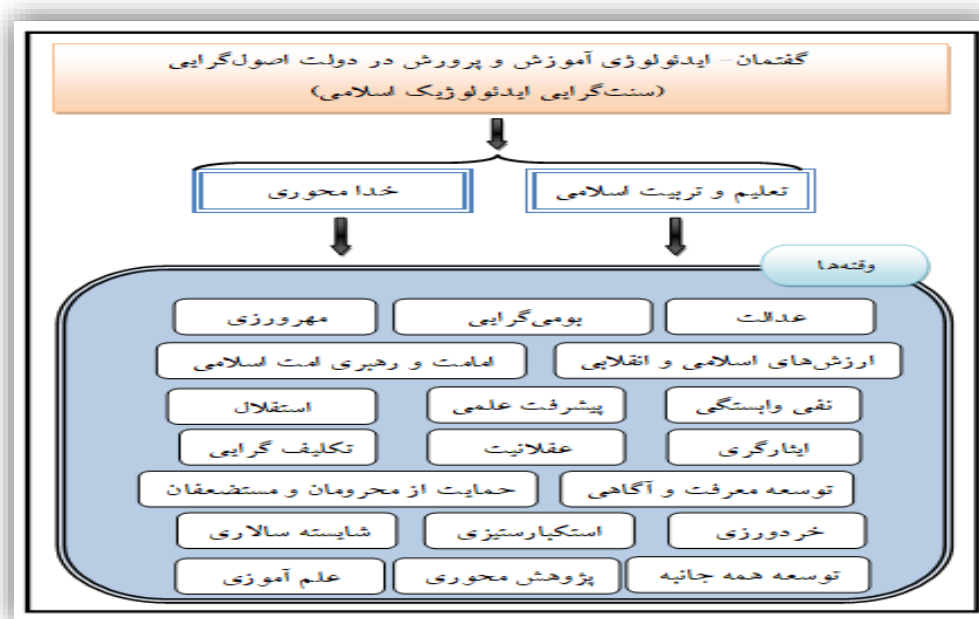 گفتمان- ایدئولوژی آموزش و پرورش در دولت اصول‌گرایی
(سنت‌گرایی ایدئولوژیک اسلامی)
تعلیم و تربیت اسلامی
خدا محوری
وقته‌ها
عدالت
بومی‌گرایی
مهرورزی
ارزش‌های اسلامی و انقلابی
امامت و رهبری امت اسلامی
نفی وابستگی
پیشرفت علمی
استقلال
ایثارگری
عقلانیت
تکلیف گرایی
توسعه معرفت و آگاهی
حمایت از محرومان و مستضعفان
خردورزی
استکبارستیزی
شایسته سالاری
توسعه همه جانبه
پژوهش محوری
علم آموزی